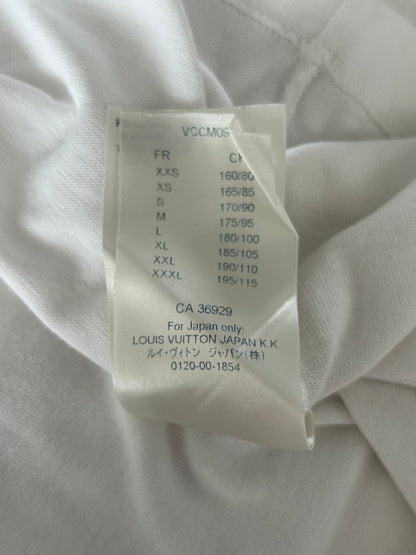 VCCM09
FR CH
XXS 160/80
XS 165/85
S 170/90
M 175/95
L 180/100
XL 185/105
XXL 190/110
XXXL 195/115
CA 36929
For Japan only:
LOUIS VUITTON JAPAN K.K.
ルイ・ヴィトン ジャパン(株)
0120-00-1854